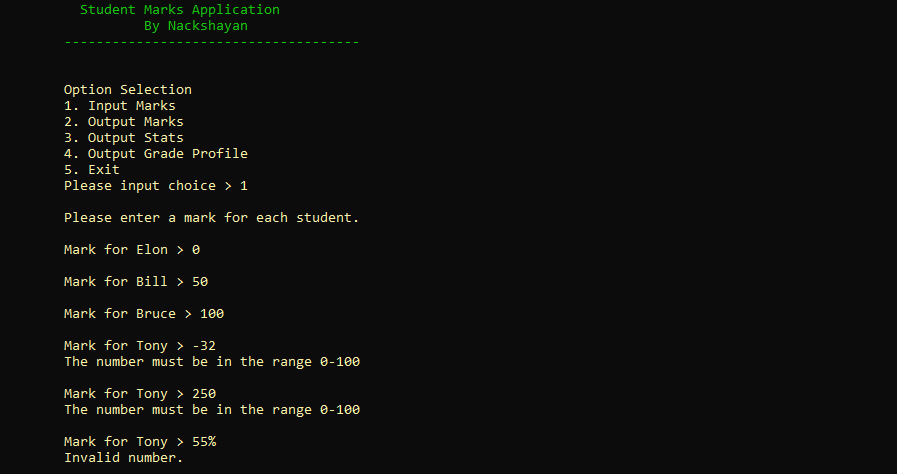 Student Marks Application
By Nackshayan
-------------------------------------
Option Selection
1. Input Marks
2. Output Marks
3. Output Stats
4. Output Grade Profile
5. Exit
Please input choice > 1
Please enter a mark for each student.
Mark for Elon > 0
Mark for Bill > 50
Mark for Bruce > 100
Mark for Tony > -32
The number must be in the range 0-100
Mark for Tony > 250
The number must be in the range 0-100
Mark for Tony > 55%
Invalid number.